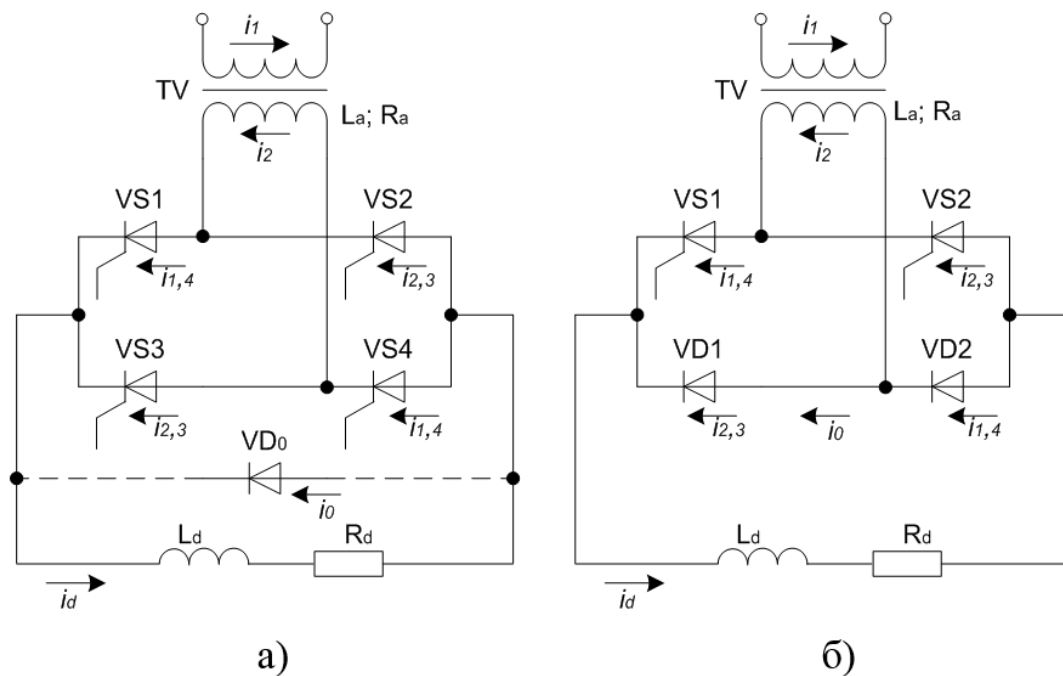 i1 i1
TV La; Ra TV La; Ra
i2 i2
VS1 VS2 VS1 VS2
i1,4 i2,3 i1,4 i2,3
VS3 VS4 VD1 VD2
i2,3 i1,4 i2,3 i0 i1,4
VD0
i0
Ld Rd Ld Rd
id id
а) б)